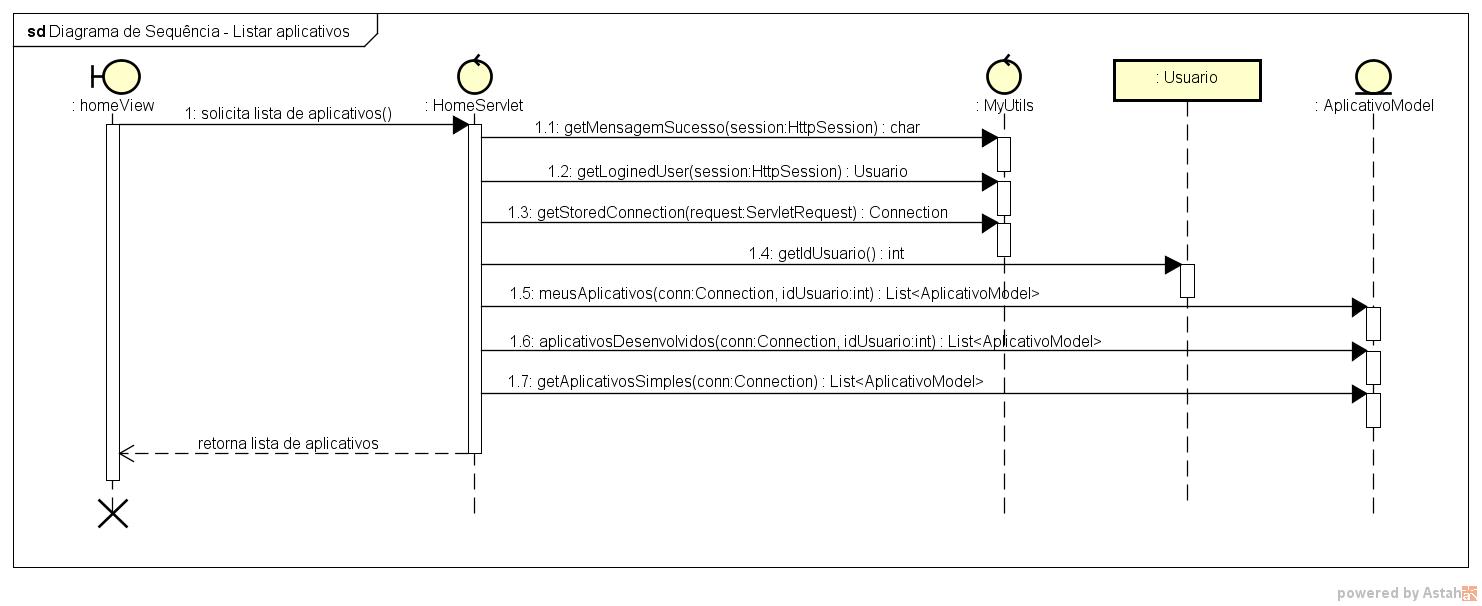 sd Diagrama de Sequência - Listar aplicativos
: homeView
: HomeServlet
: MyUtils
: Usuario
: AplicativoModel
1: solicita lista de aplicativos()
1.1: getMensagemSucesso(session:HttpSession) : char
1.2: getLoginedUser(session:HttpSession) : Usuario
1.3: getStoredConnection(request:ServletRequest) : Connection
1.4: getIdUsuario() : int
1.5: meusAplicativos(conn:Connection, idUsuario:int) : List<AplicativoModel>
1.6: aplicativosDesenvolvidos(conn:Connection, idUsuario:int) : List<AplicativoModel>
1.7: getAplicativosSimples(conn:Connection) : List<AplicativoModel>
retorna lista de aplicativos
powered by Astah